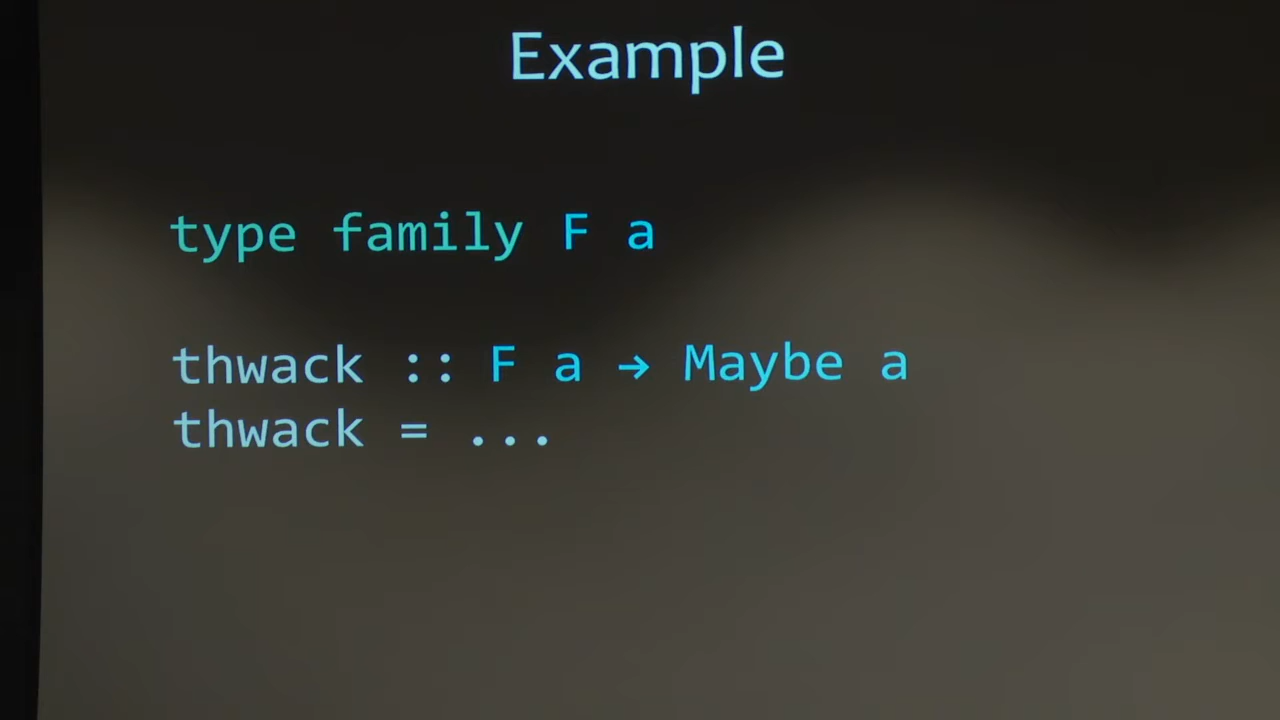 Example
type family F a
thwack :: F a → Maybe a
thwack = ...